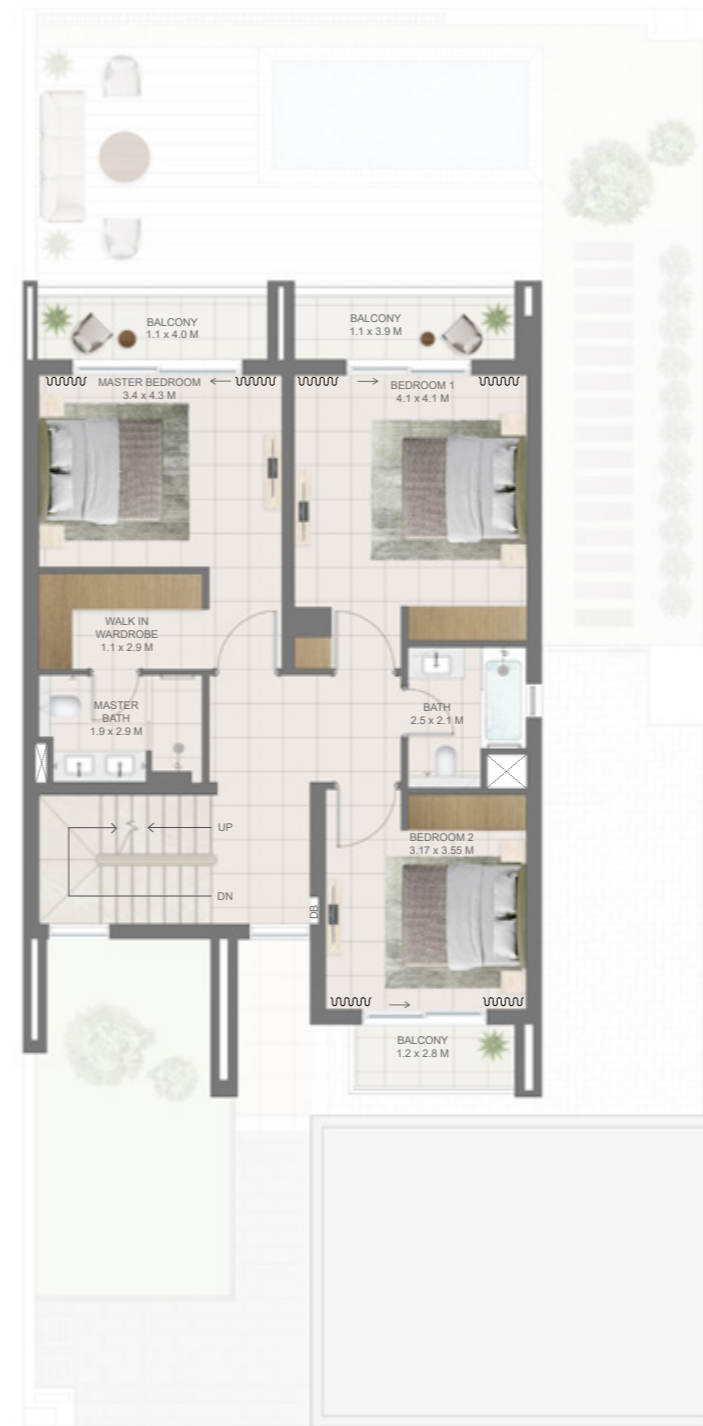 BALCONY
1.1 x 4.0 M
BALCONY
1.1 x 3.9 M
MASTER BEDROOM
3.4 x 4.3 M
BEDROOM 1
4.1 x 4.1 M
WALK IN
WARDROBE
1.1 x 2.9 M
MASTER
BATH
1.9 x 2.9 M
BATH
2.5 x 2.1 M
UP
DN
BEDROOM 2
3.17 x 3.55 M
DB
BALCONY
1.2 x 2.8 M